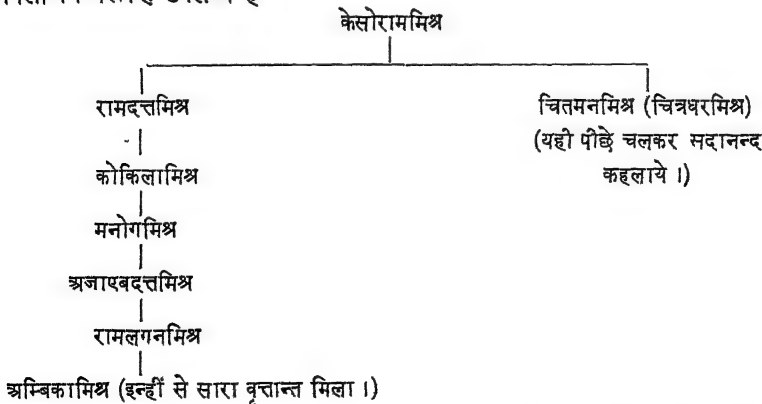 केसोराममिश्र
रामदत्तमिश्र
चितमनमिश्र (चित्रधरमिश्र)
(यही पीछे चलकर सदानन्द
कहलाये ।)
कोकिलामिश्र
मनोगमिश्र
अजाएबदत्तमिश्र
रामलगनमिश्र
अम्बिकामिश्र (इन्हीं से सारा वृत्तान्त मिला ।)